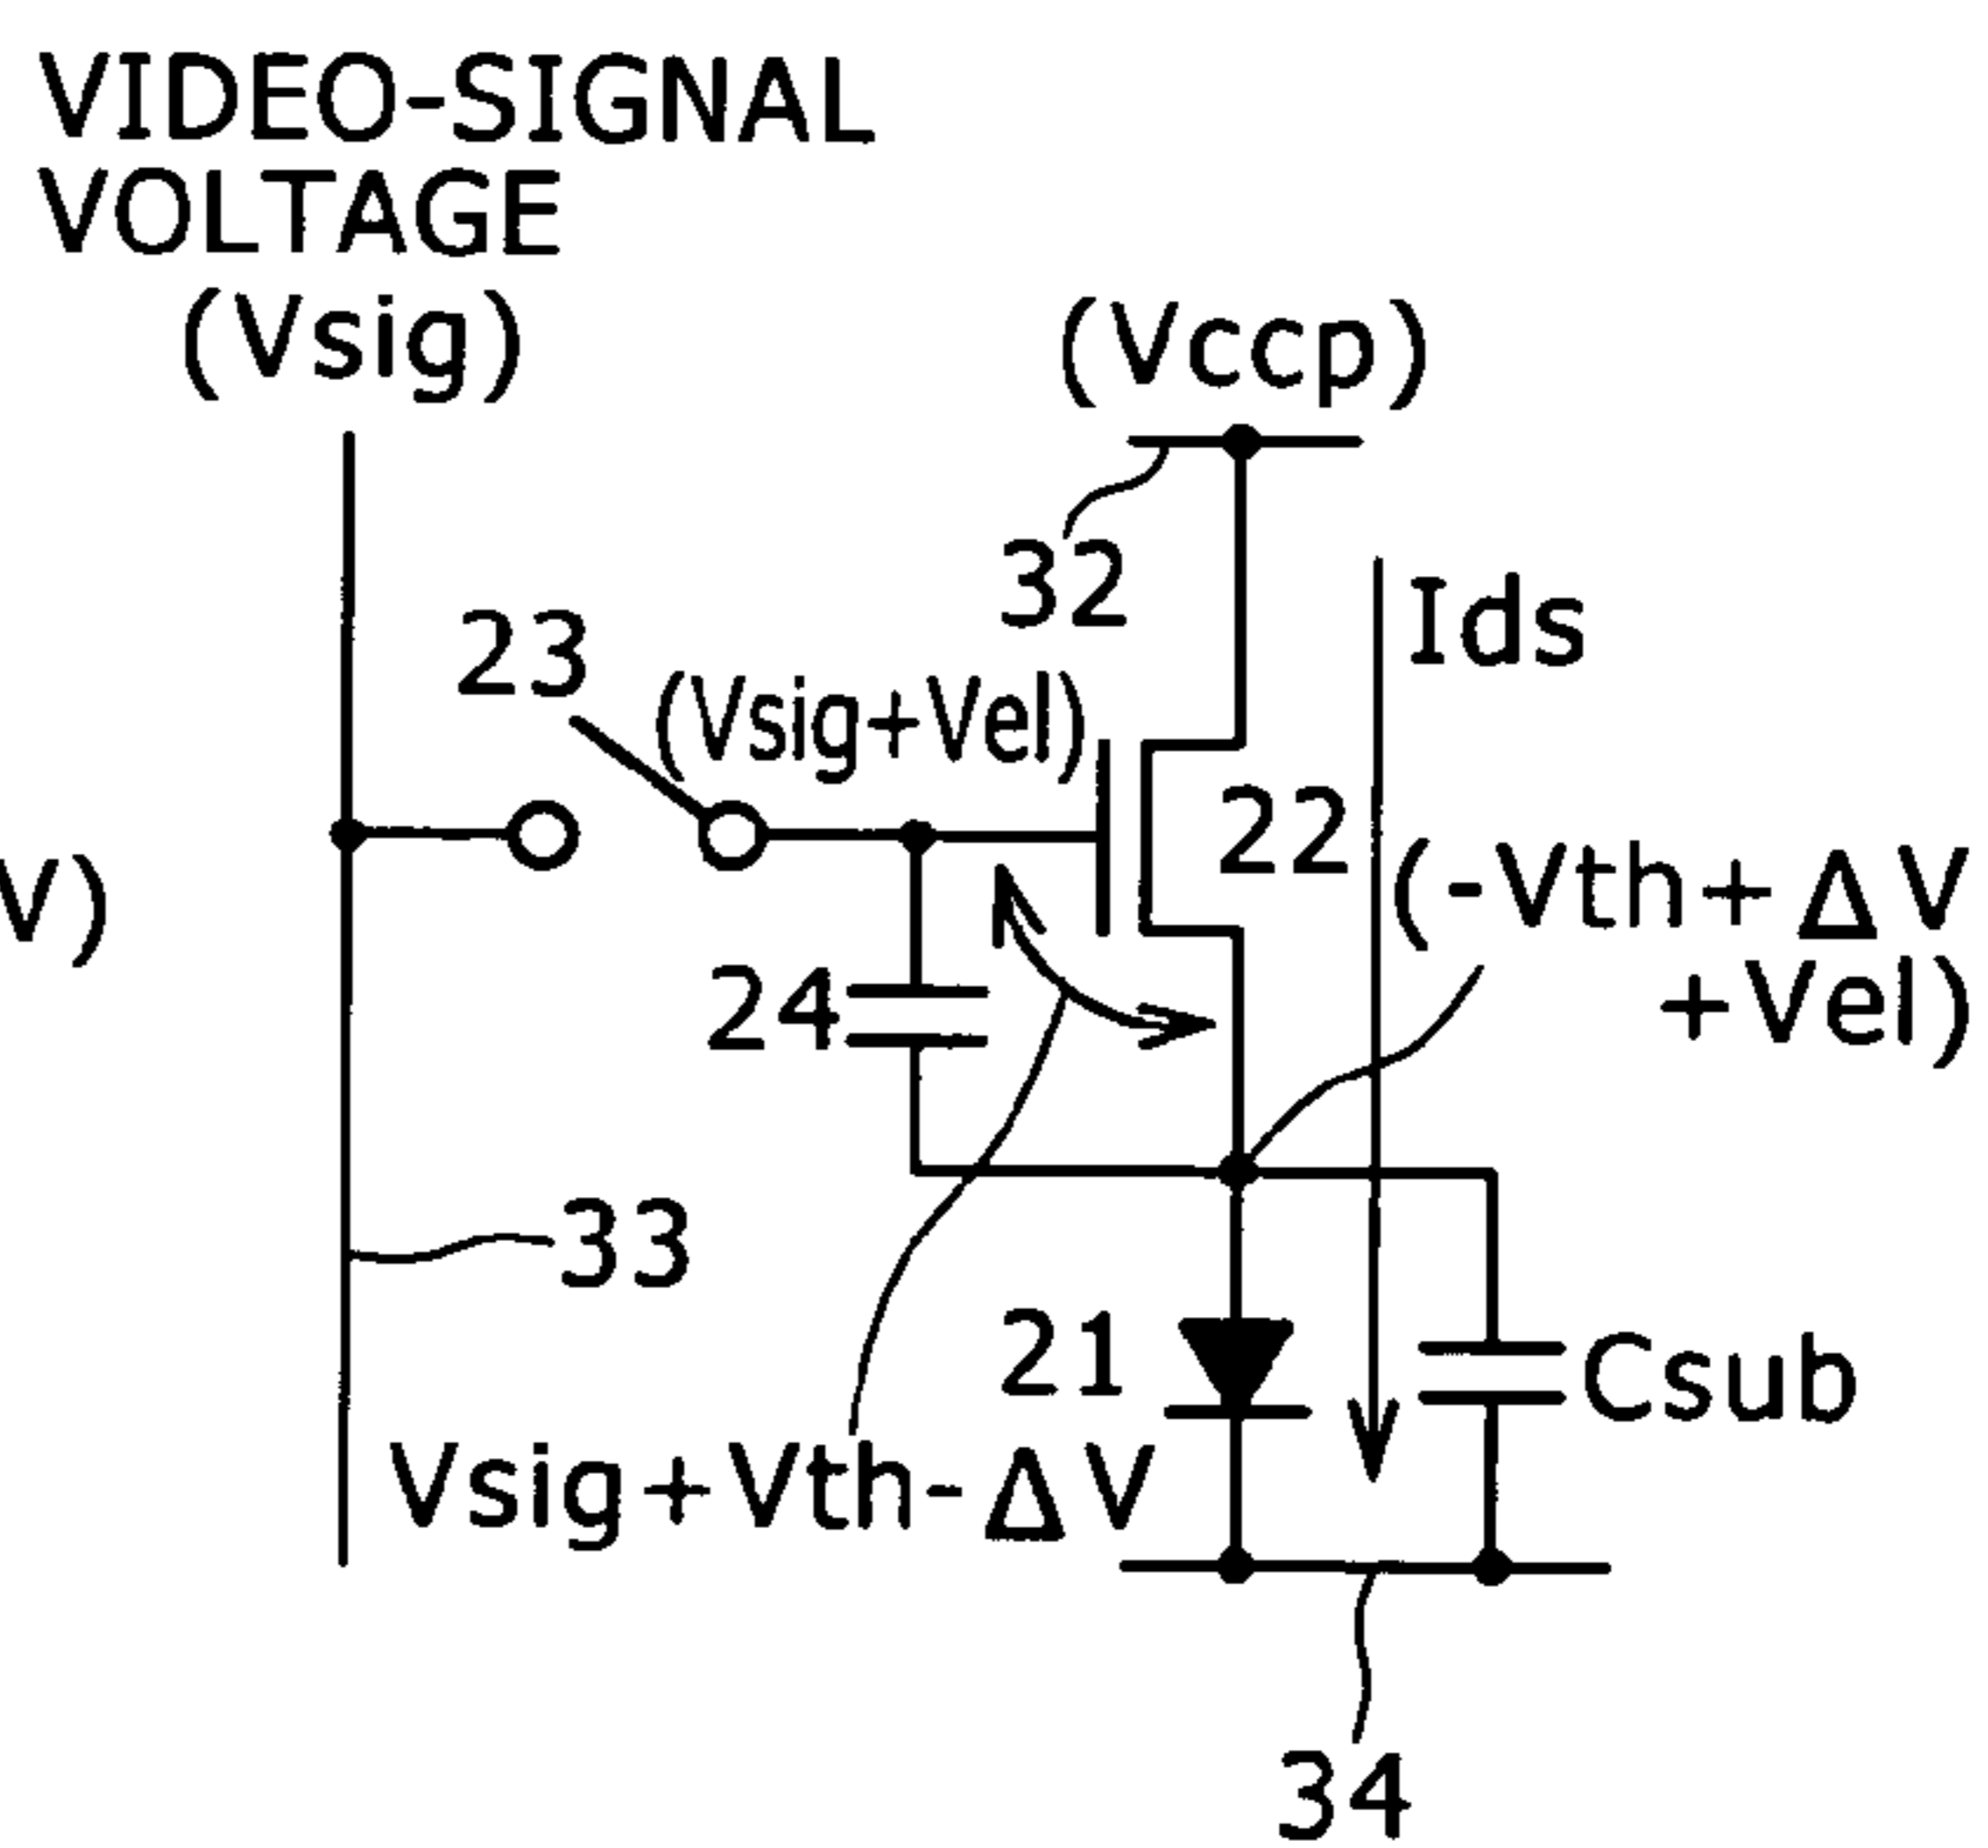 VIDEO-SIGNAL
VOLTAGE
(Vsig)
(Vccp)
32
Ids
23
(Vsig+Vel)
22
(-Vth+ΔV
+Vel)
V)
24
33
21
Csub
Vsig+Vth-ΔV
34